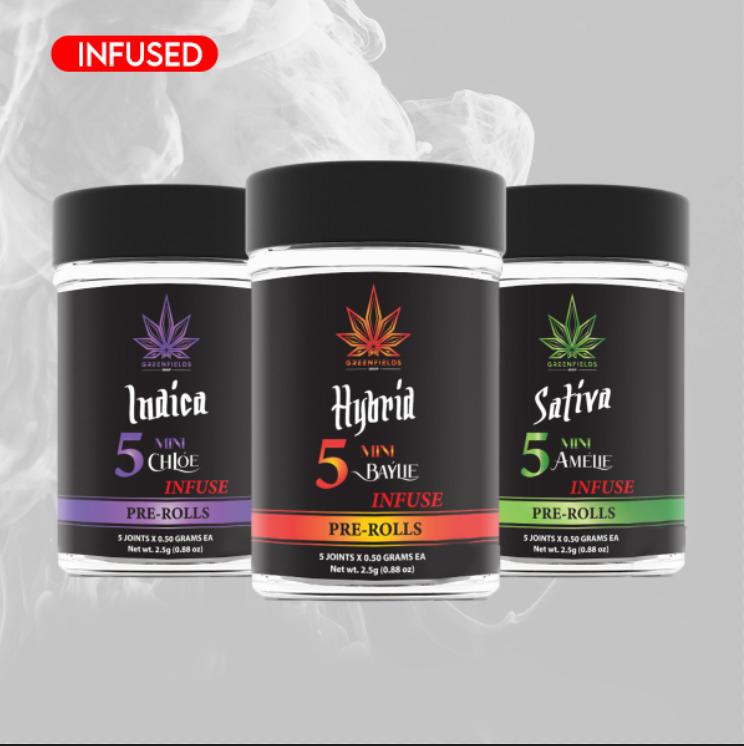 INFUSED
GREENFIELDS
Indica
5 MINI
CHLÓE
INFUSE
PRE-ROLLS
5 JOINTS X 0.50 GRAMS EA
Net wt. 2.5g (0.88 oz)
GREENFIELDS
Hybrid
5 MINI
BAYLIE
INFUSE
PRE-ROLLS
5 JOINTS X 0.50 GRAMS EA
Net wt. 2.5g (0.88 oz)
GREENFIELDS
Sativa
5 MINI
AMÉLIE
INFUSE
PRE-ROLLS
5 JOINTS X 0.50 GRAMS EA
Net wt. 2.5g (0.88 oz)